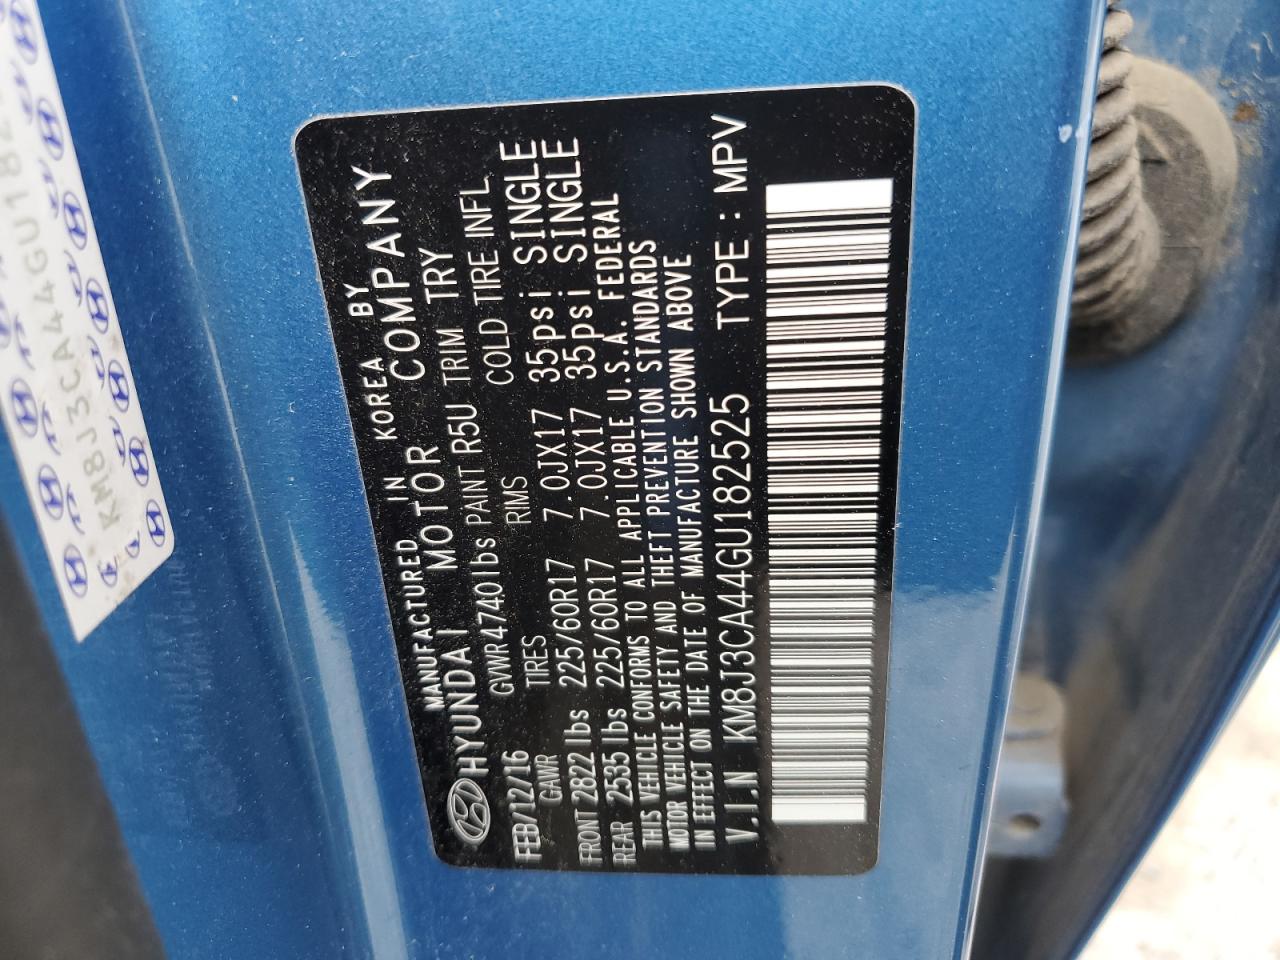 MANUFACTURED IN KOREA BY
HYUNDAI MOTOR COMPANY
FEB/12/16 GVWR 4740lbs PAINT R5U TRIM TRY
GAWR TIRES RIMS COLD TIRE INFL.
FRONT 2822 lbs 225/60R17 7.0JX17 35psi SINGLE
REAR 2535 lbs 225/60R17 7.0JX17 35psi SINGLE
THIS VEHICLE CONFORMS TO ALL APPLICABLE U.S.A. FEDERAL
MOTOR VEHICLE SAFETY AND THEFT PREVENTION STANDARDS
IN EFFECT ON THE DATE OF MANUFACTURE SHOWN ABOVE
V.I.N KM8J3CA44GU182525 TYPE : MPV
KM8J3CA44GU182